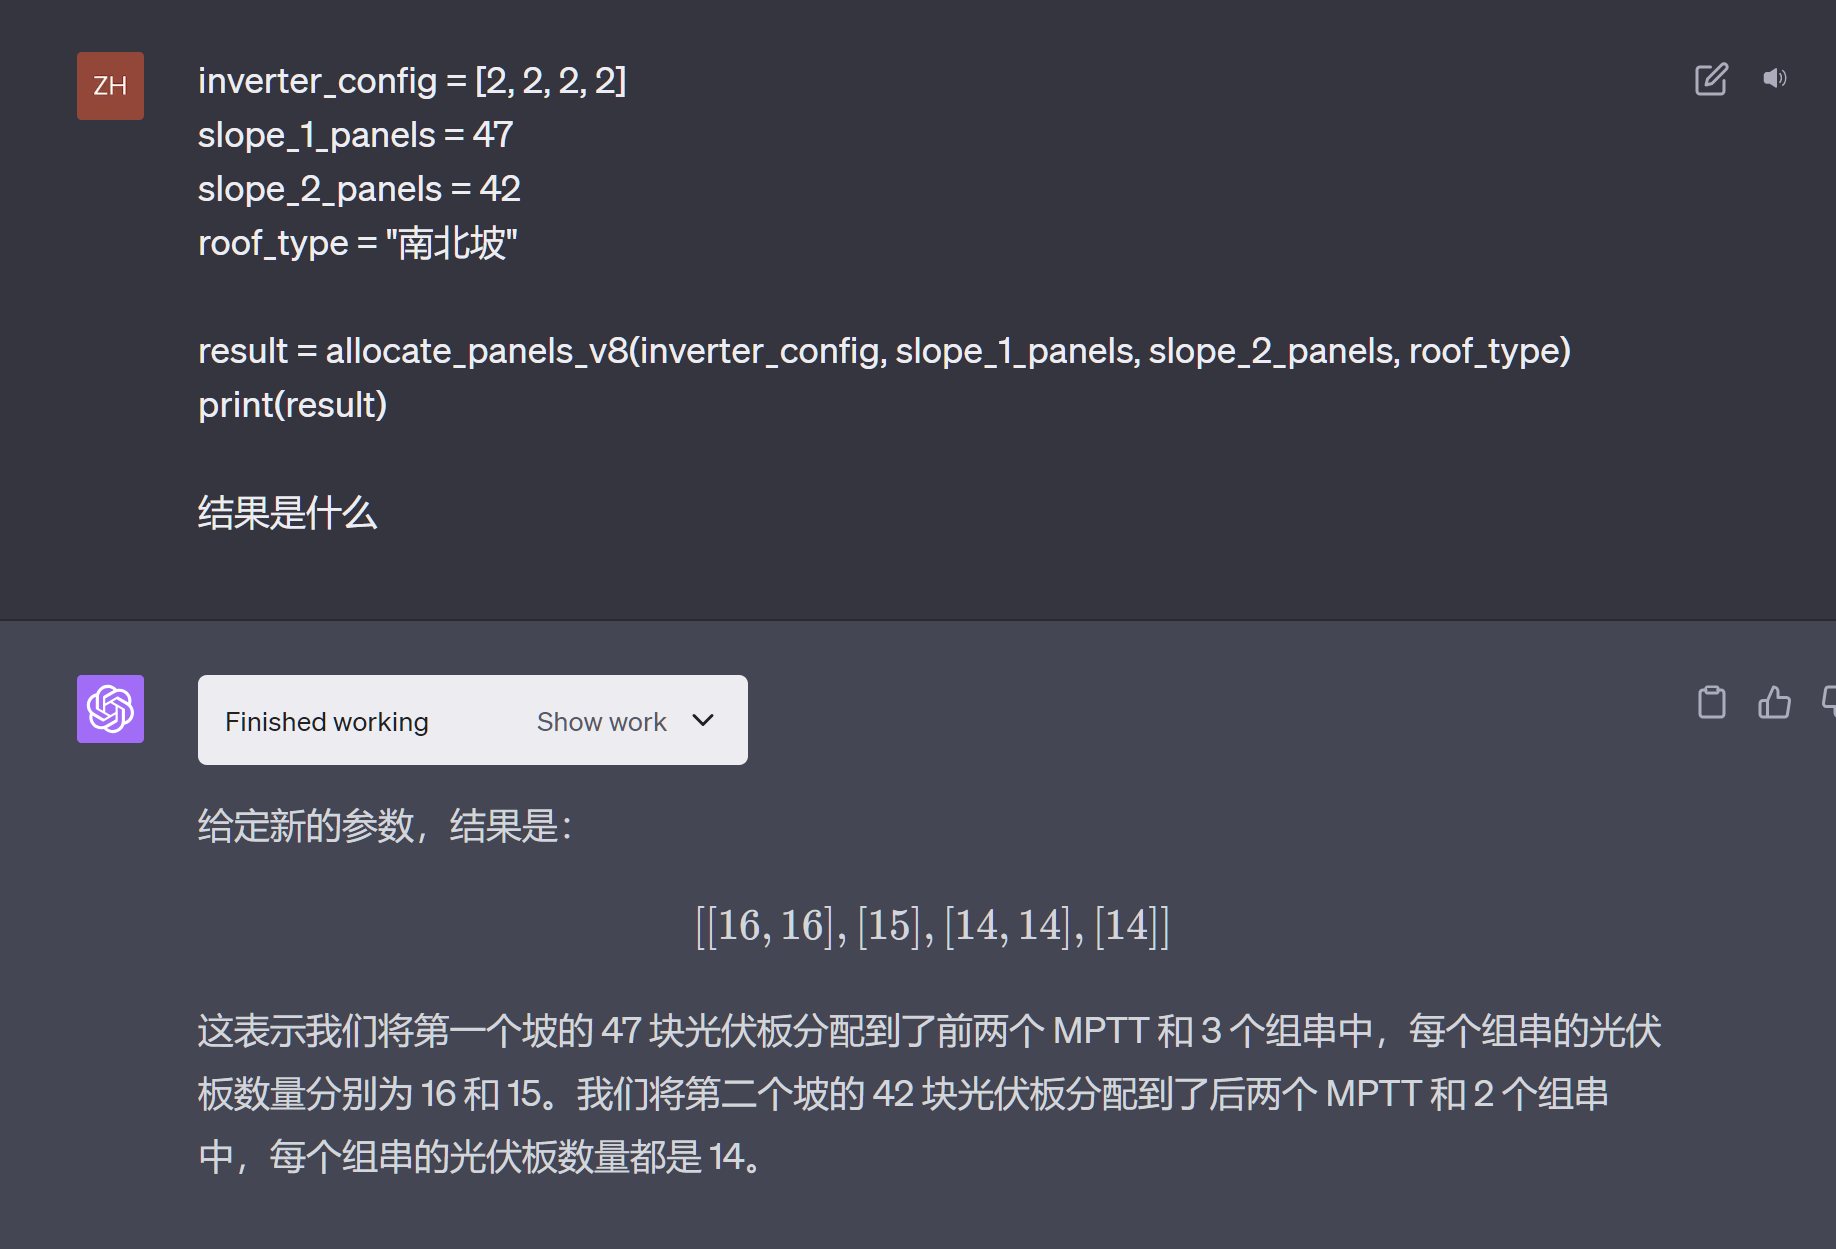 ZH
inverter_config = [2, 2, 2, 2]
slope_1_panels = 47
slope_2_panels = 42
roof_type = "南北坡"
result = allocate_panels_v8(inverter_config, slope_1_panels, slope_2_panels, roof_type)
print(result)
结果是什么
Finished working Show work
给定新的参数，结果是：
[[16, 16], [15], [14, 14], [14]]
这表示我们将第一个坡的 47 块光伏板分配到了前两个 MPTT 和 3 个组串中，每个组串的光伏
板数量分别为 16 和 15。我们将第二个坡的 42 块光伏板分配到了后两个 MPTT 和 2 个组串
中，每个组串的光伏板数量都是 14。